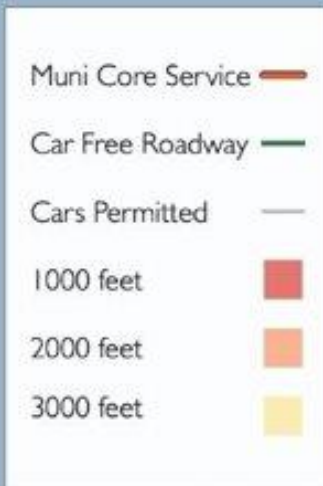 Muni Core Service
Car Free Roadway
Cars Permitted
1000 feet
2000 feet
3000 feet